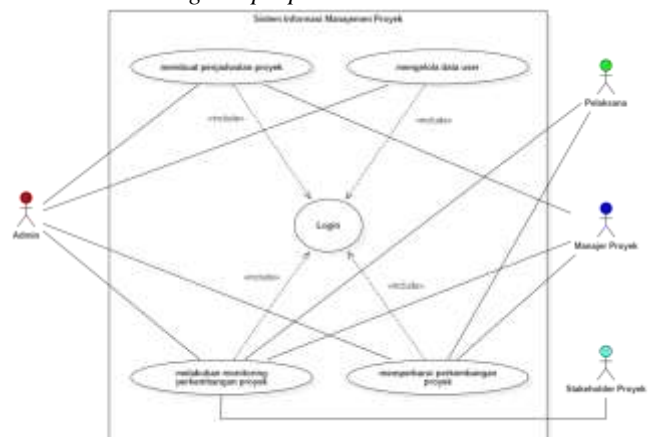 Sistem Informasi Manajemen Proyek
membuat penjadwalan proyek
mengelola data user
Pelaksana
«include»
«include»
Login
Admin
Manajer Proyek
«include»
«include»
melakukan monitoring
perkembangan proyek
memperbarui perkembangan
proyek
Stakeholder Proyek